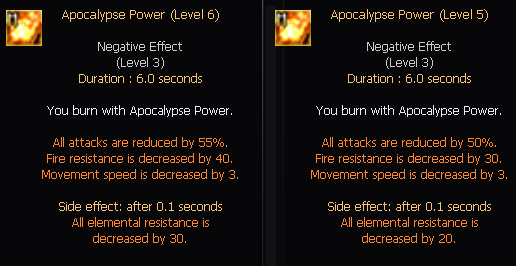 Apocalypse Power (Level 6)
Negative Effect
(Level 3)
Duration : 6.0 seconds
You burn with Apocalypse Power.
All attacks are reduced by 55%.
Fire resistance is decreased by 40.
Movement speed is decreased by 3.
Side effect: after 0.1 seconds
All elemental resistance is
decreased by 30.
Apocalypse Power (Level 5)
Negative Effect
(Level 3)
Duration : 6.0 seconds
You burn with Apocalypse Power.
All attacks are reduced by 50%.
Fire resistance is decreased by 30.
Movement speed is decreased by 3.
Side effect: after 0.1 seconds
All elemental resistance is
decreased by 20.